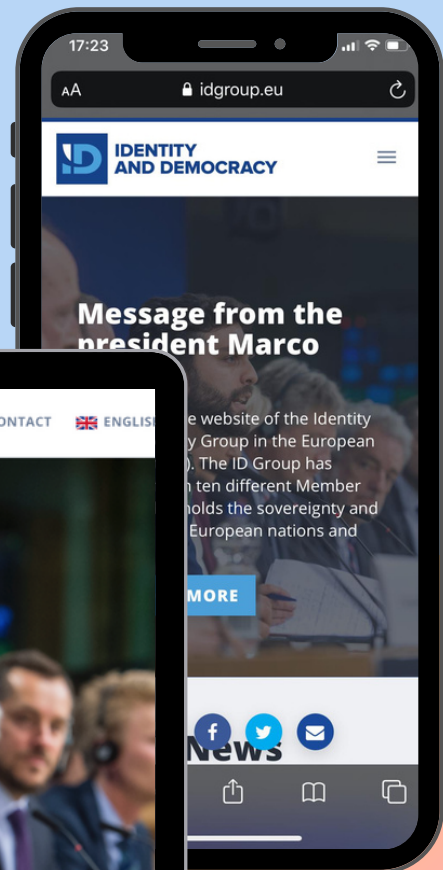 17:23
AA
idgroup.eu
ID
IDENTITY
AND DEMOCRACY
Message from the
president Marco
CONTACT
ENGLIS
e website of the Identity
y Group in the European
). The ID Group has
ten different Member
holds the sovereignty and
European nations and
MORE
f
News